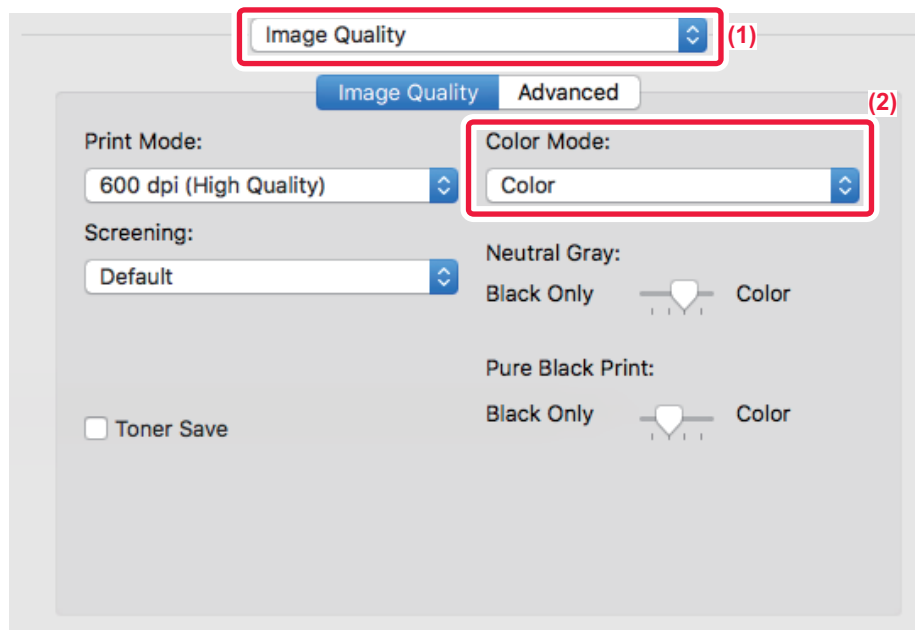 Image Quality
(1)
Image Quality Advanced
(2)
Print Mode:
600 dpi (High Quality)
Screening:
Default
Toner Save
Color Mode:
Color
Neutral Gray:
Black Only Color
Pure Black Print:
Black Only Color